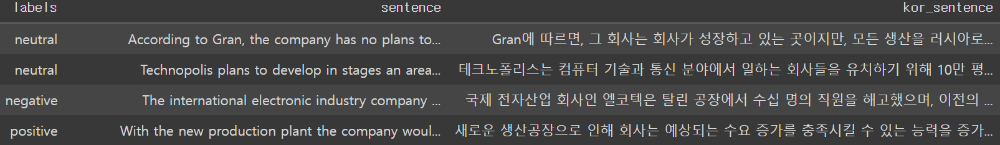 labels sentence kor_sentence
neutral According to Gran, the company has no plans to... Gran에 따르면, 그 회사는 회사가 성장하고 있는 곳이지만, 모든 생산을 러시아로...
neutral Technopolis plans to develop in stages an area... 테크노폴리스는 컴퓨터 기술과 통신 분야에서 일하는 회사들을 유치하기 위해 10만 평...
negative The international electronic industry company ... 국제 전자산업 회사인 엘코텍은 탈린 공장에서 수십 명의 직원을 해고했으며, 이전의 ...
positive With the new production plant the company woul... 새로운 생산공장으로 인해 회사는 예상되는 수요 증가를 충족시킬 수 있는 능력을 증가...